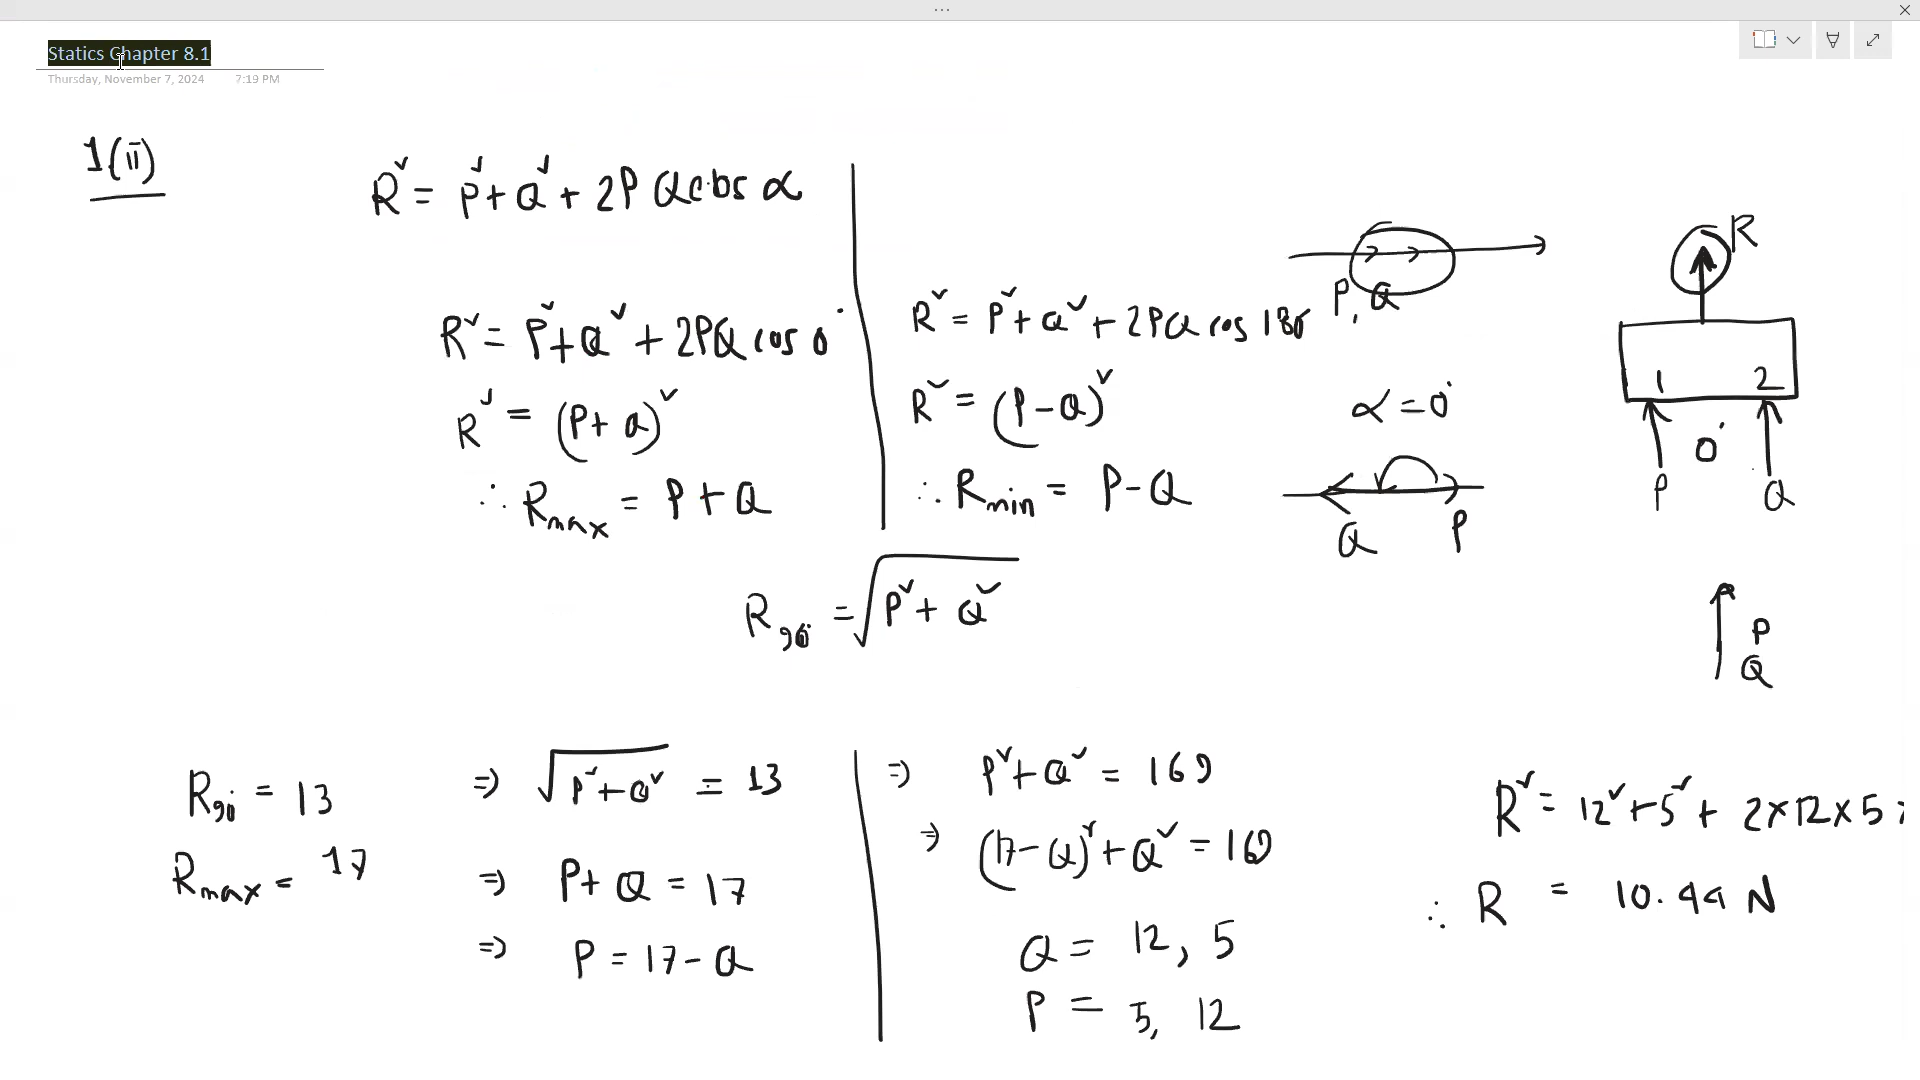 Statics Chapter 8.1
Thursday, November 7, 2024 7:19 PM
1(ii)
R² = P² + Q² + 2PQ cos α
R² = P² + Q² + 2PQ cos 0°
R² = (P + Q)²
∴ Rmax = P + Q
R² = P² + Q² + 2PQ cos 180°
R² = (P - Q)²
∴ Rmin = P - Q
P, Q
α = 0°
Q P
R
1 2
0°
P Q
P
Q
R90° = √P² + Q²
R90° = 13 ⇒ √P² + Q² = 13
Rmax = 17 ⇒ P + Q = 17
⇒ P = 17 - Q
⇒ P² + Q² = 169
⇒ (17 - Q)² + Q² = 169
Q = 12, 5
P = 5, 12
R² = 12² + 5² + 2×12×5
∴ R = 10.44 N